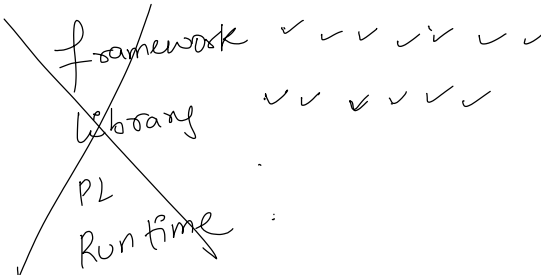 framework ✓ ✓ ✓ ✓ ✓ ✓ ✓
Library ✓ ✓ ✓ ✓ ✓ ✓
PL
Runtime